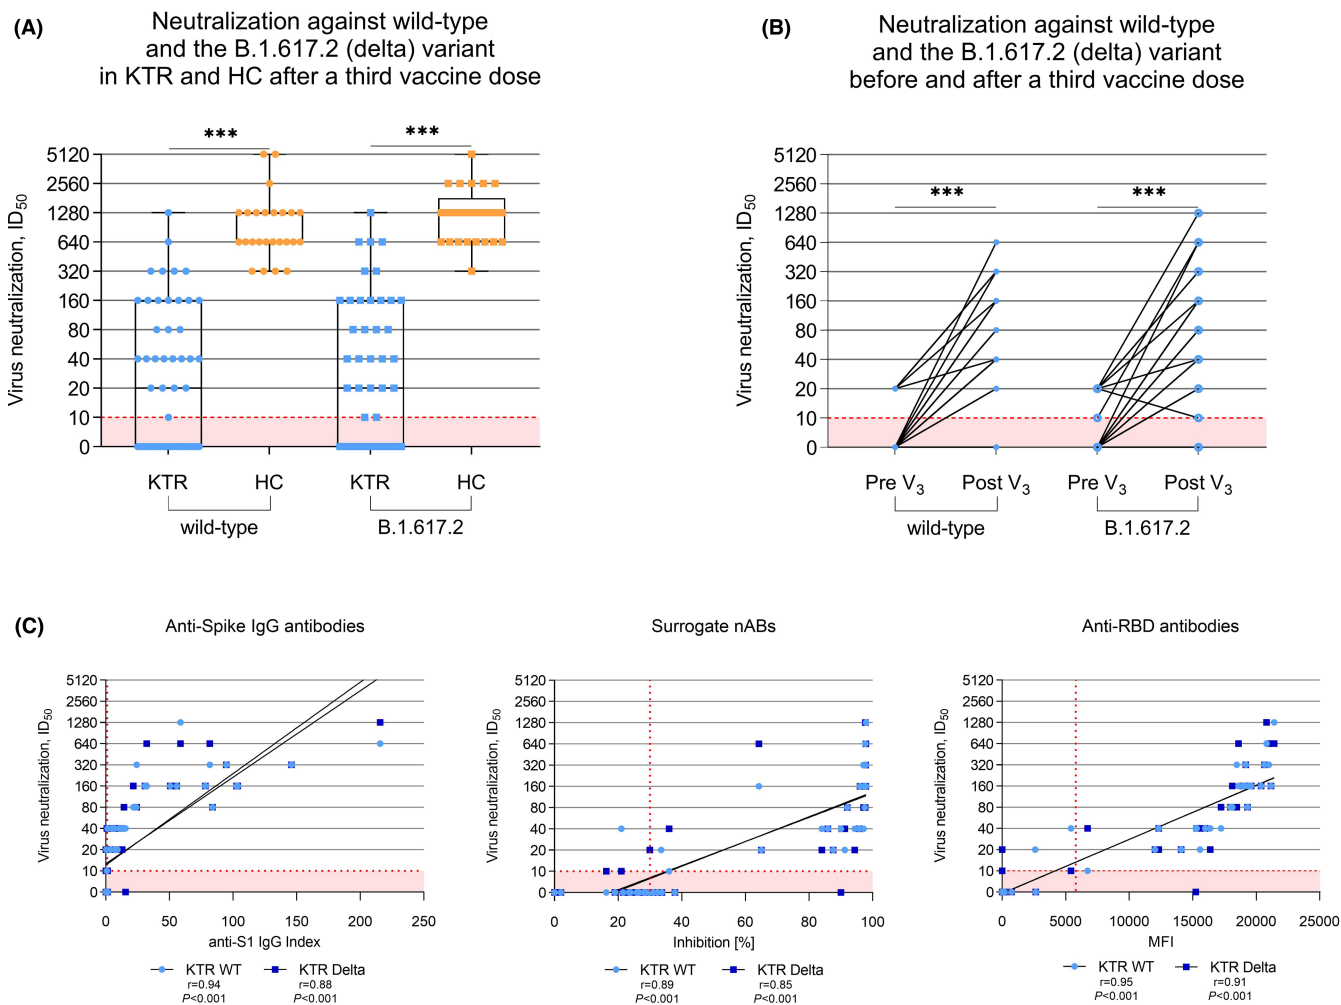 (A)
Neutralization against wild-type
and the B.1.617.2 (delta) variant
in KTR and HC after a third vaccine dose
Virus neutralization, ID50
5120
2560
1280
640
320
160
80
40
20
10
0
***
***
KTR
HC
KTR
HC
wild-type
B.1.617.2
(B)
Neutralization against wild-type
and the B.1.617.2 (delta) variant
before and after a third vaccine dose
Virus neutralization, ID50
5120
2560
1280
640
320
160
80
40
20
10
0
***
***
Pre V3
Post V3
Pre V3
Post V3
wild-type
B.1.617.2
(C)
Anti-Spike IgG antibodies
Virus neutralization, ID50
5120
2560
1280
640
320
160
80
40
20
10
0
0 50 100 150 200 250
anti-S1 IgG Index
KTR WT KTR Delta
r=0.94 r=0.88
P<0.001 P<0.001
Surrogate nABs
Virus neutralization, ID50
5120
2560
1280
640
320
160
80
40
20
10
0
0 20 40 60 80 100
Inhibition [%]
KTR WT KTR Delta
r=0.89 r=0.85
P<0.001 P<0.001
Anti-RBD antibodies
Virus neutralization, ID50
5120
2560
1280
640
320
160
80
40
20
10
0
0 5000 10000 15000 20000 25000
MFI
KTR WT KTR Delta
r=0.95 r=0.91
P<0.001 P<0.001